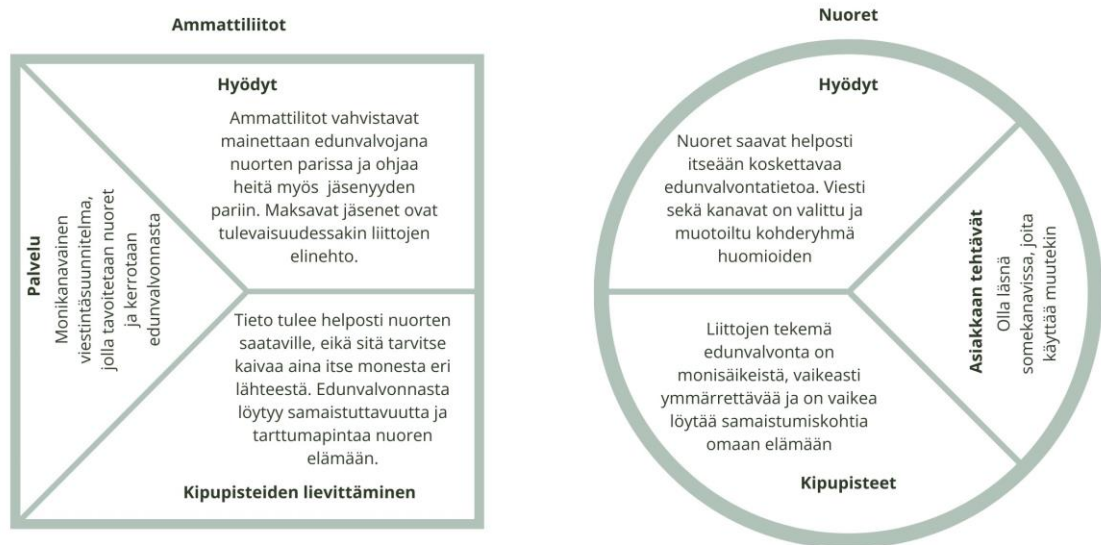 Ammattiliitot
Hyödyt
Ammattilitot vahvistavat
mainettaan edunvalvojana
nuorten parissa ja ohjaa
heitä myös jäsenyyden
pariin. Maksavat jäsenet ovat
tulevaisuudessakin liittojen
elinehto.
Palvelu
Monikanavainen
viestintäsuunnitelma,
jolla tavoitetaan nuoret
ja kerrotaan
edunvalvonnasta
Tieto tulee helposti nuorten
saataville, eikä sitä tarvitse
kaivaa aina itse monesta eri
lähteestä. Edunvalvonnasta
löytyy samaistuttavuutta ja
tarttumapintaa nuoren
elämään.
Kipupisteiden lievittäminen
Nuoret
Hyödyt
Nuoret saavat helposti
itseään koskettavaa
edunvalvontatietoa. Viesti
sekä kanavat on valittu ja
muotoiltu kohderyhmä
huomioiden
Asiakkaan tehtävät
Olla läsnä
somekanavissa, joita
käyttää muutekin
Liittojen tekemä
edunvalvonta on
monisäikeistä, vaikeasti
ymmärrettävää ja on vaikea
löytää samaistumiskohtia
omaan elämään
Kipupisteet